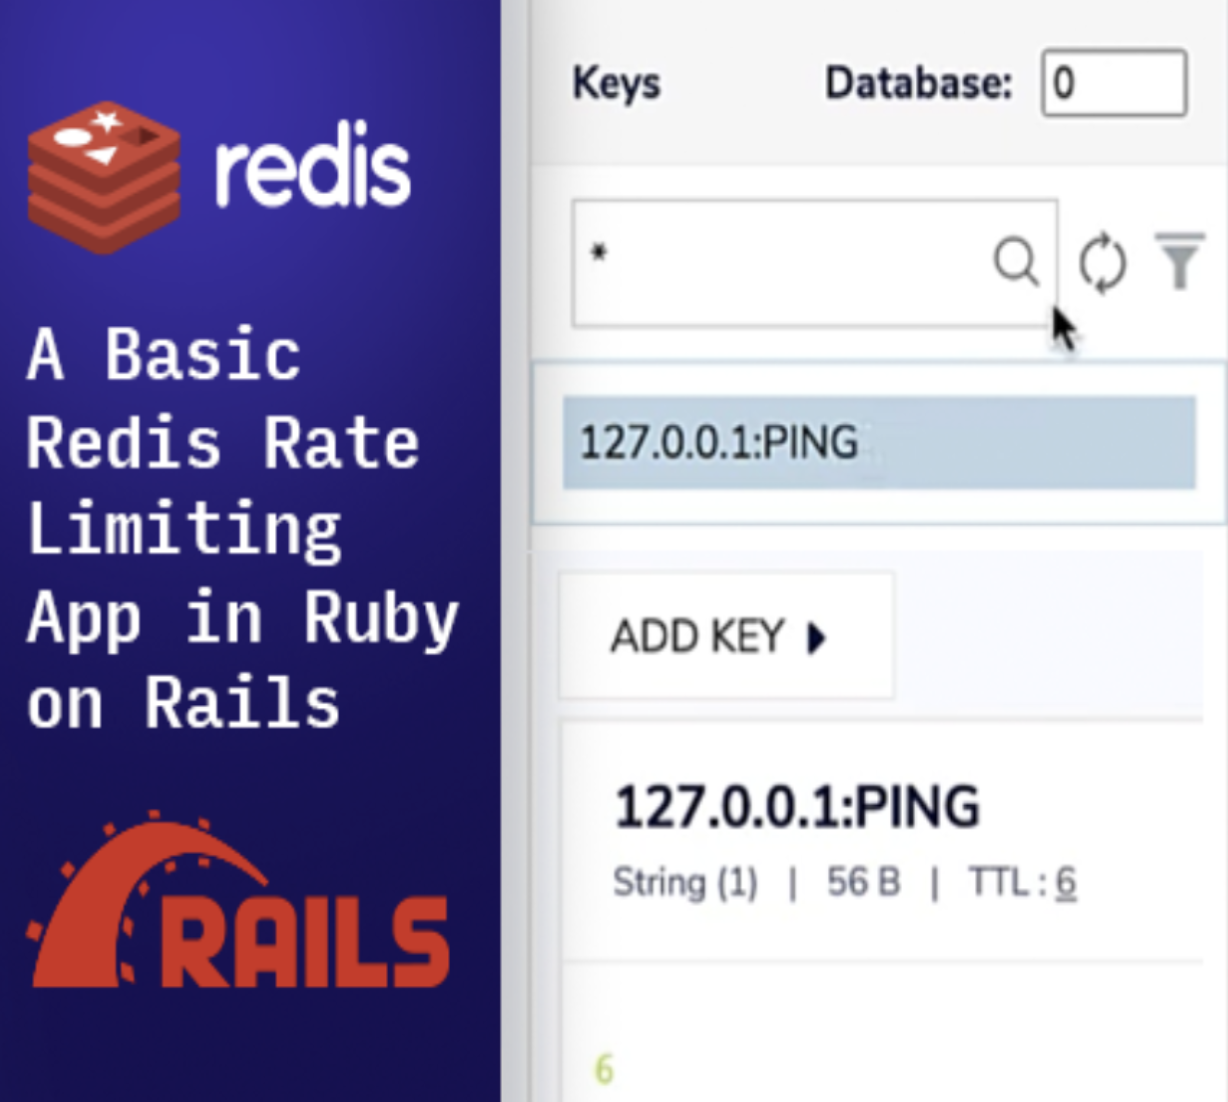 redis
A Basic
Redis Rate
Limiting
App in Ruby
on Rails
RAILS
Keys Database: 0
*
127.0.0.1:PING
ADD KEY
127.0.0.1:PING
String (1) | 56 B | TTL : 6
6